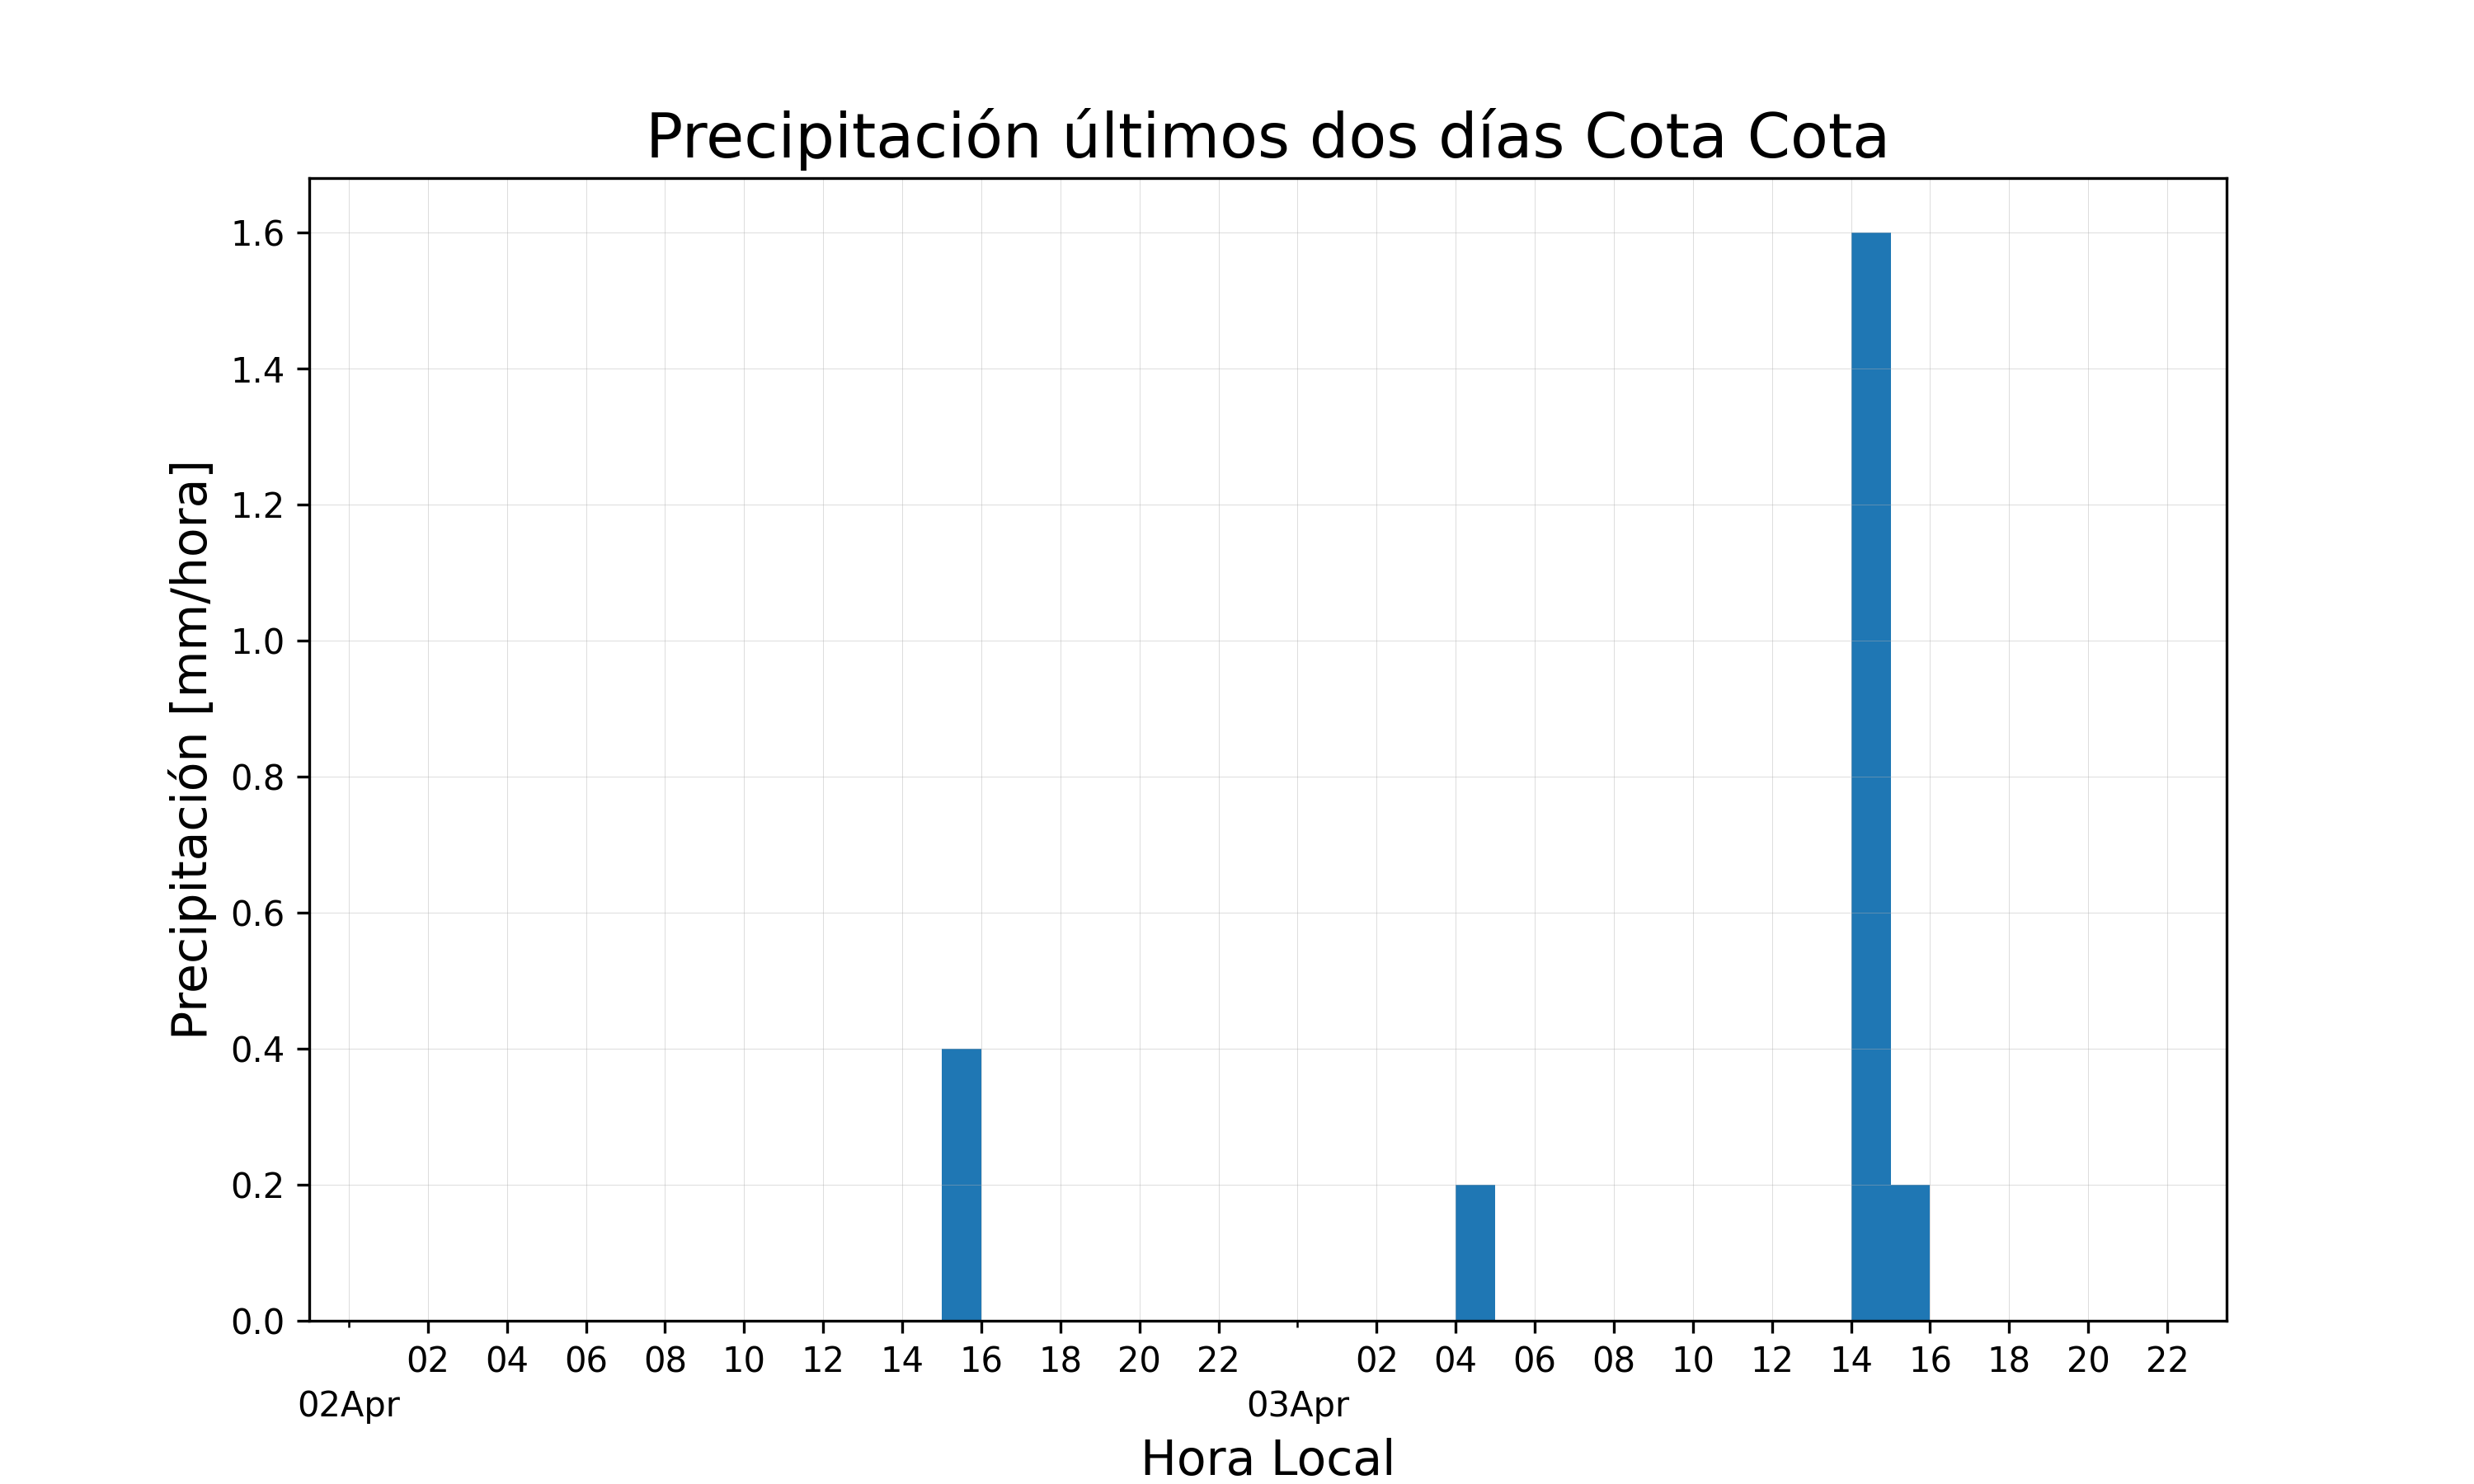 Precipitación últimos dos días Cota Cota
Precipitación [mm/hora]
1.6
1.4
1.2
1.0
0.8
0.6
0.4
0.2
0.0
02 04 06 08 10 12 14 16 18 20 22 02 04 06 08 10 12 14 16 18 20 22
02Apr 03Apr
Hora Local